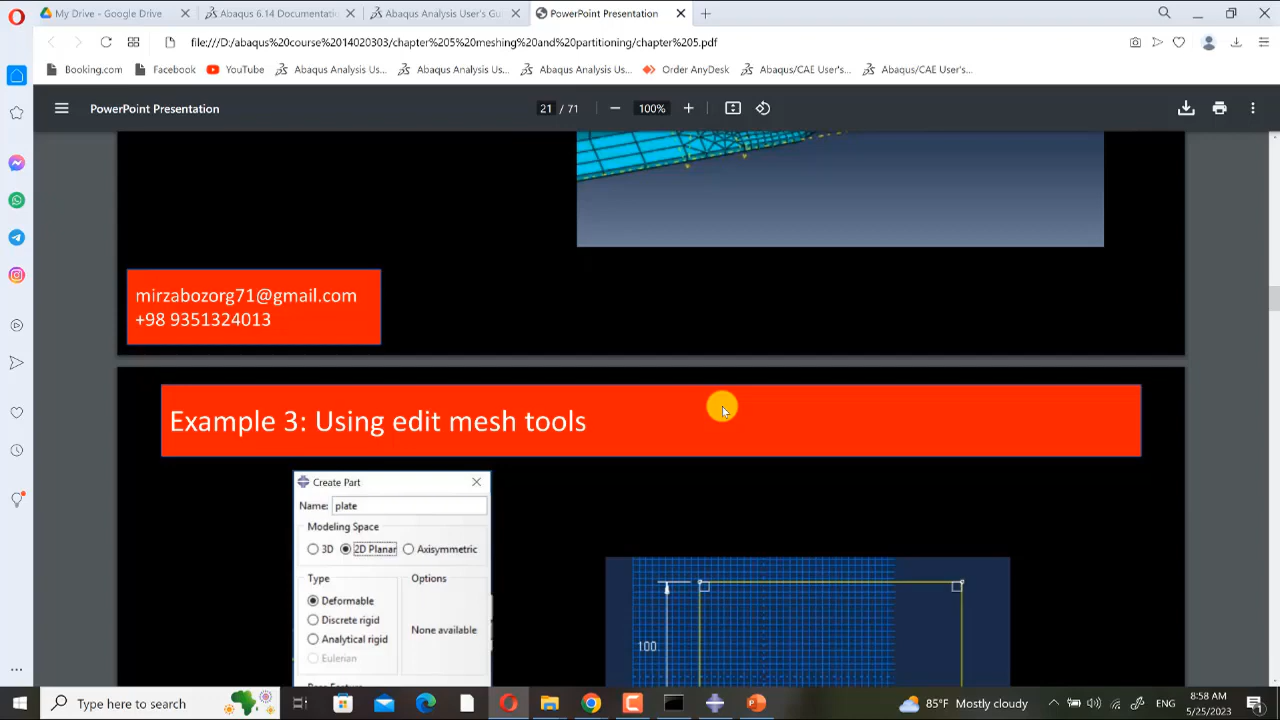 My Drive - Google Drive
Abaqus 6.14 Documentatio
Abaqus Analysis User's Gu
PowerPoint Presentation
file:///D:/abaqus%20course%2014020303/chapter%205%20meshing%20and%20partitioning/chapter%205.pdf
Booking.com
Facebook
YouTube
Abaqus Analysis Us...
Abaqus Analysis Us...
Abaqus Analysis Us...
Order AnyDesk
Abaqus/CAE User's...
Abaqus/CAE User's...
PowerPoint Presentation
21 / 71
100%
mirzabozorg71@gmail.com
+98 9351324013
Example 3: Using edit mesh tools
Create Part
Name: plate
Modeling Space
3D 2D Planar Axisymmetric
Type
Options
Deformable
Discrete rigid
Analytical rigid
Eulerian
None available
100.
Type here to search
85°F Mostly cloudy
ENG
8:58 AM
5/25/2023